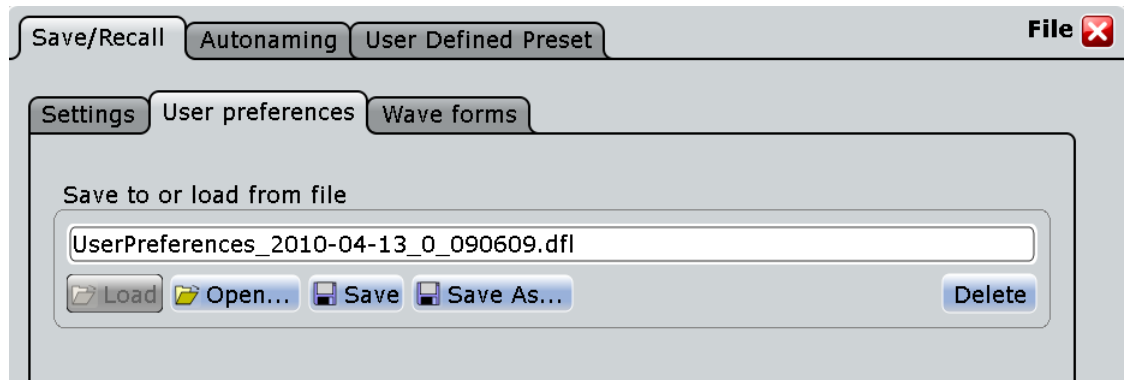 Save/Recall Autonaming User Defined Preset File
Settings User preferences Wave forms
Save to or load from file
UserPreferences_2010-04-13_0_090609.dfl
Load Open... Save Save As... Delete